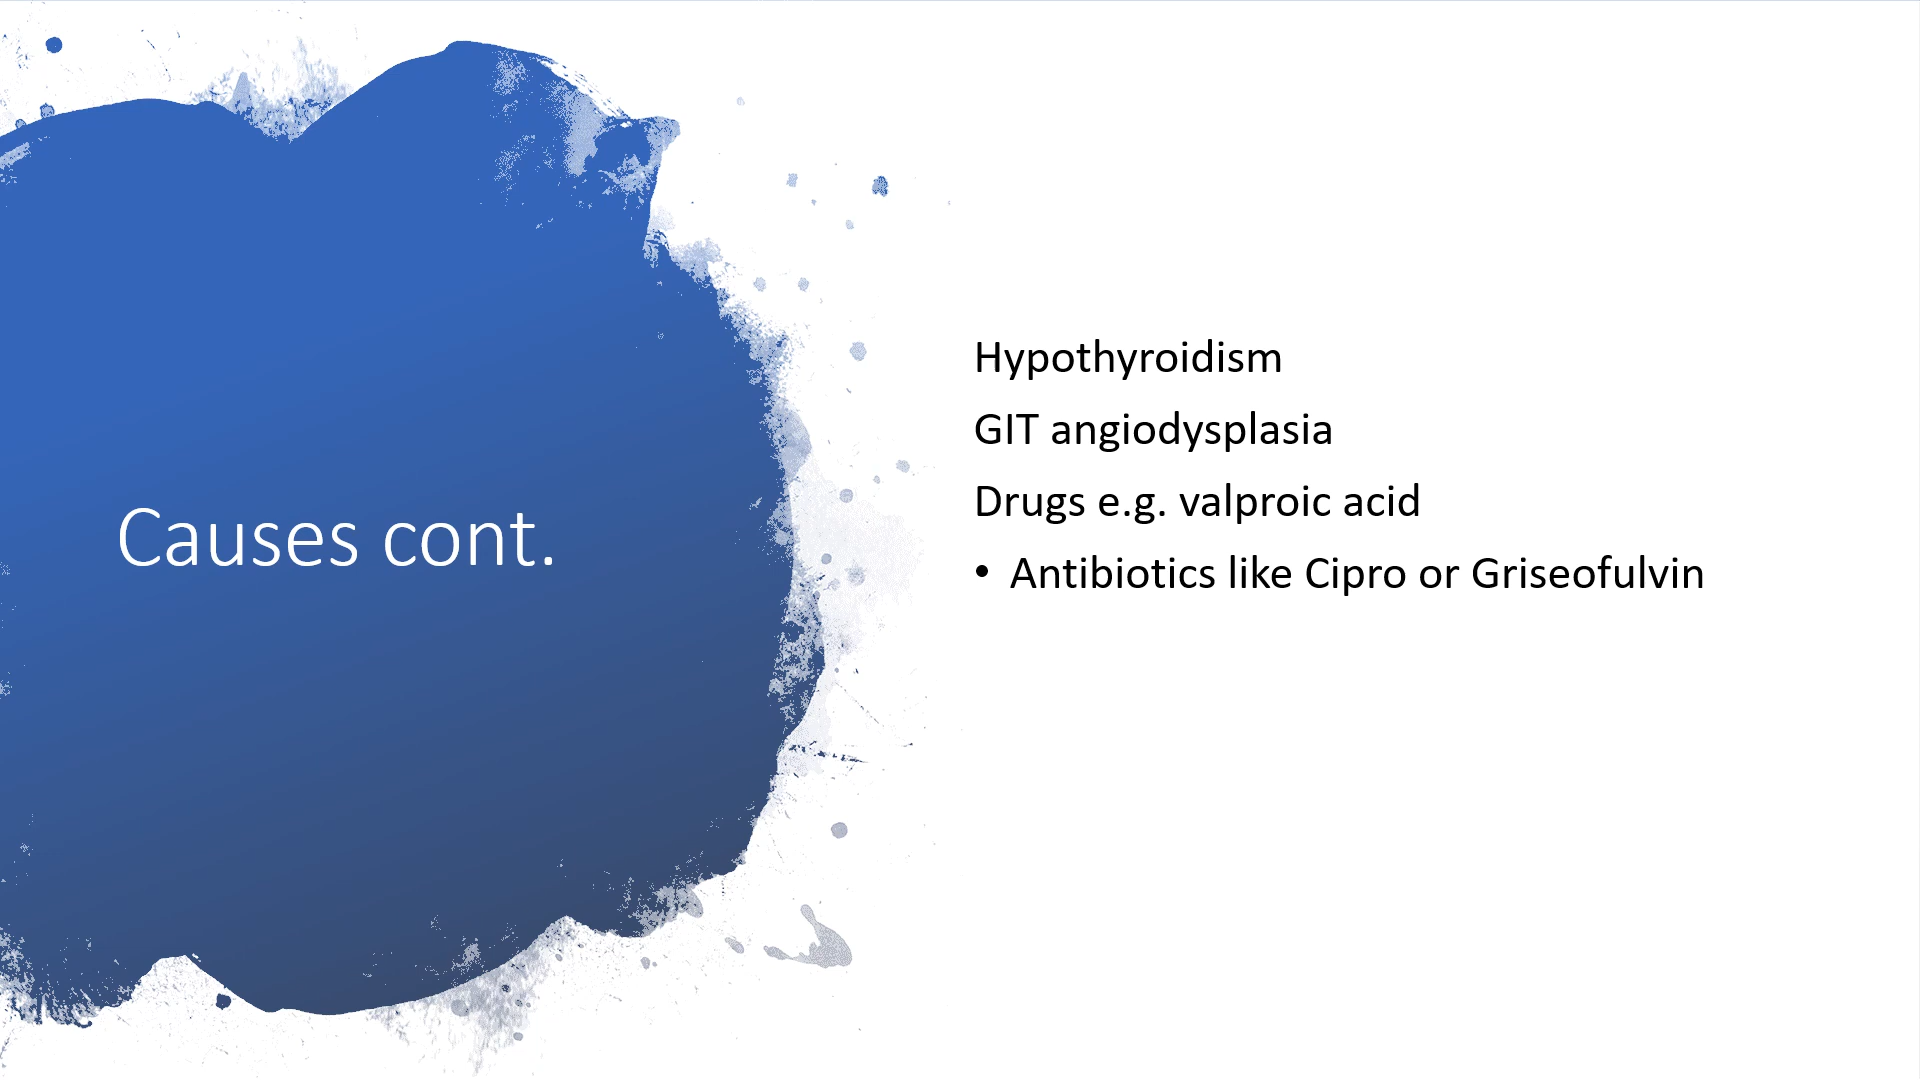 Causes cont.
Hypothyroidism
GIT angiodysplasia
Drugs e.g. valproic acid
• Antibiotics like Cipro or Griseofulvin